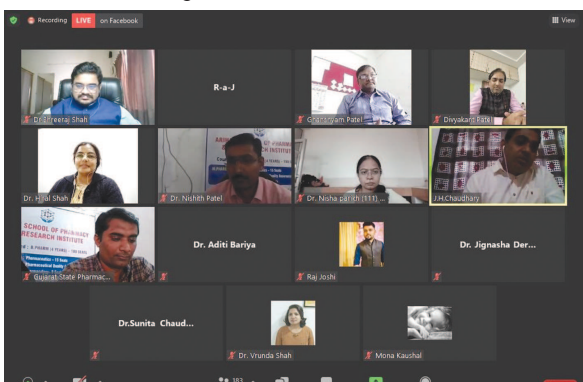 Recording LIVE on Facebook
View
R-a-J
Dr. Dheeraj Shah
Ghanshyam Patel
Divyakant Patel
Dr. Hiral Shah
Dr. Nishith Patel
Dr. Nisha parich (111) ...
J.H.Chaudhary
SCHOOL OF PHARMACY
RESEARCH INSTITUTE
Gujarat State Pharmac...
Dr. Aditi Bariya
Raj Joshi
Dr. Jignasha Der...
Dr.Sunita Chaud...
Dr. Vrunda Shah
Mona Kaushal
183